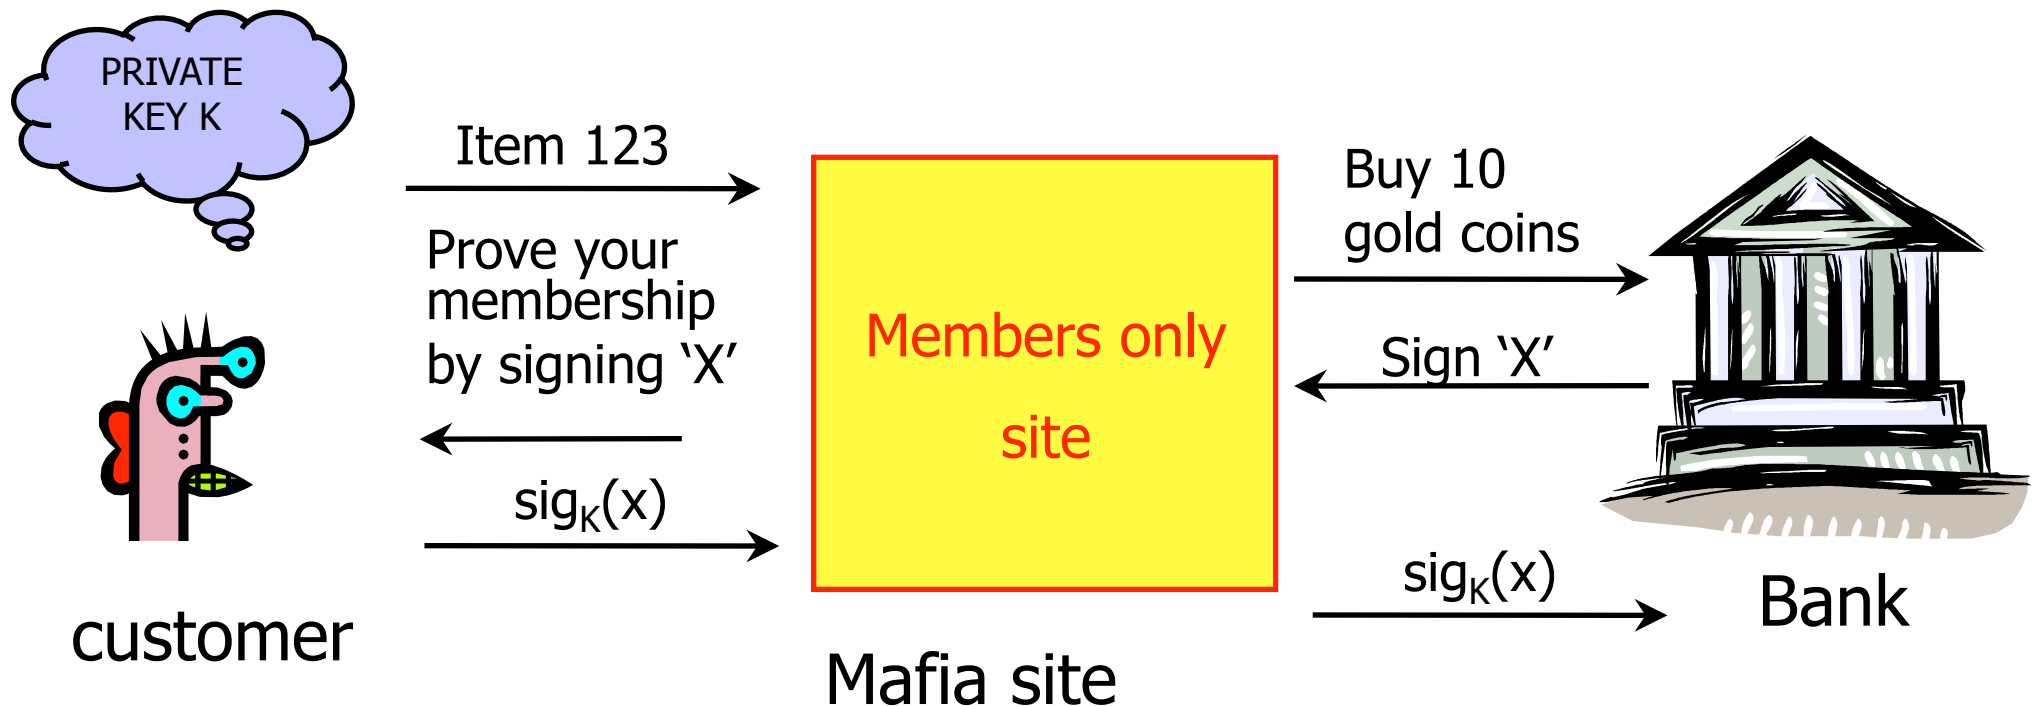 PRIVATE
KEY K
Item 123
Prove your
membership
by signing ‘X’
sigK(x)
customer
Members only
site
Mafia site
Buy 10
gold coins
Sign ‘X’
sigK(x)
Bank